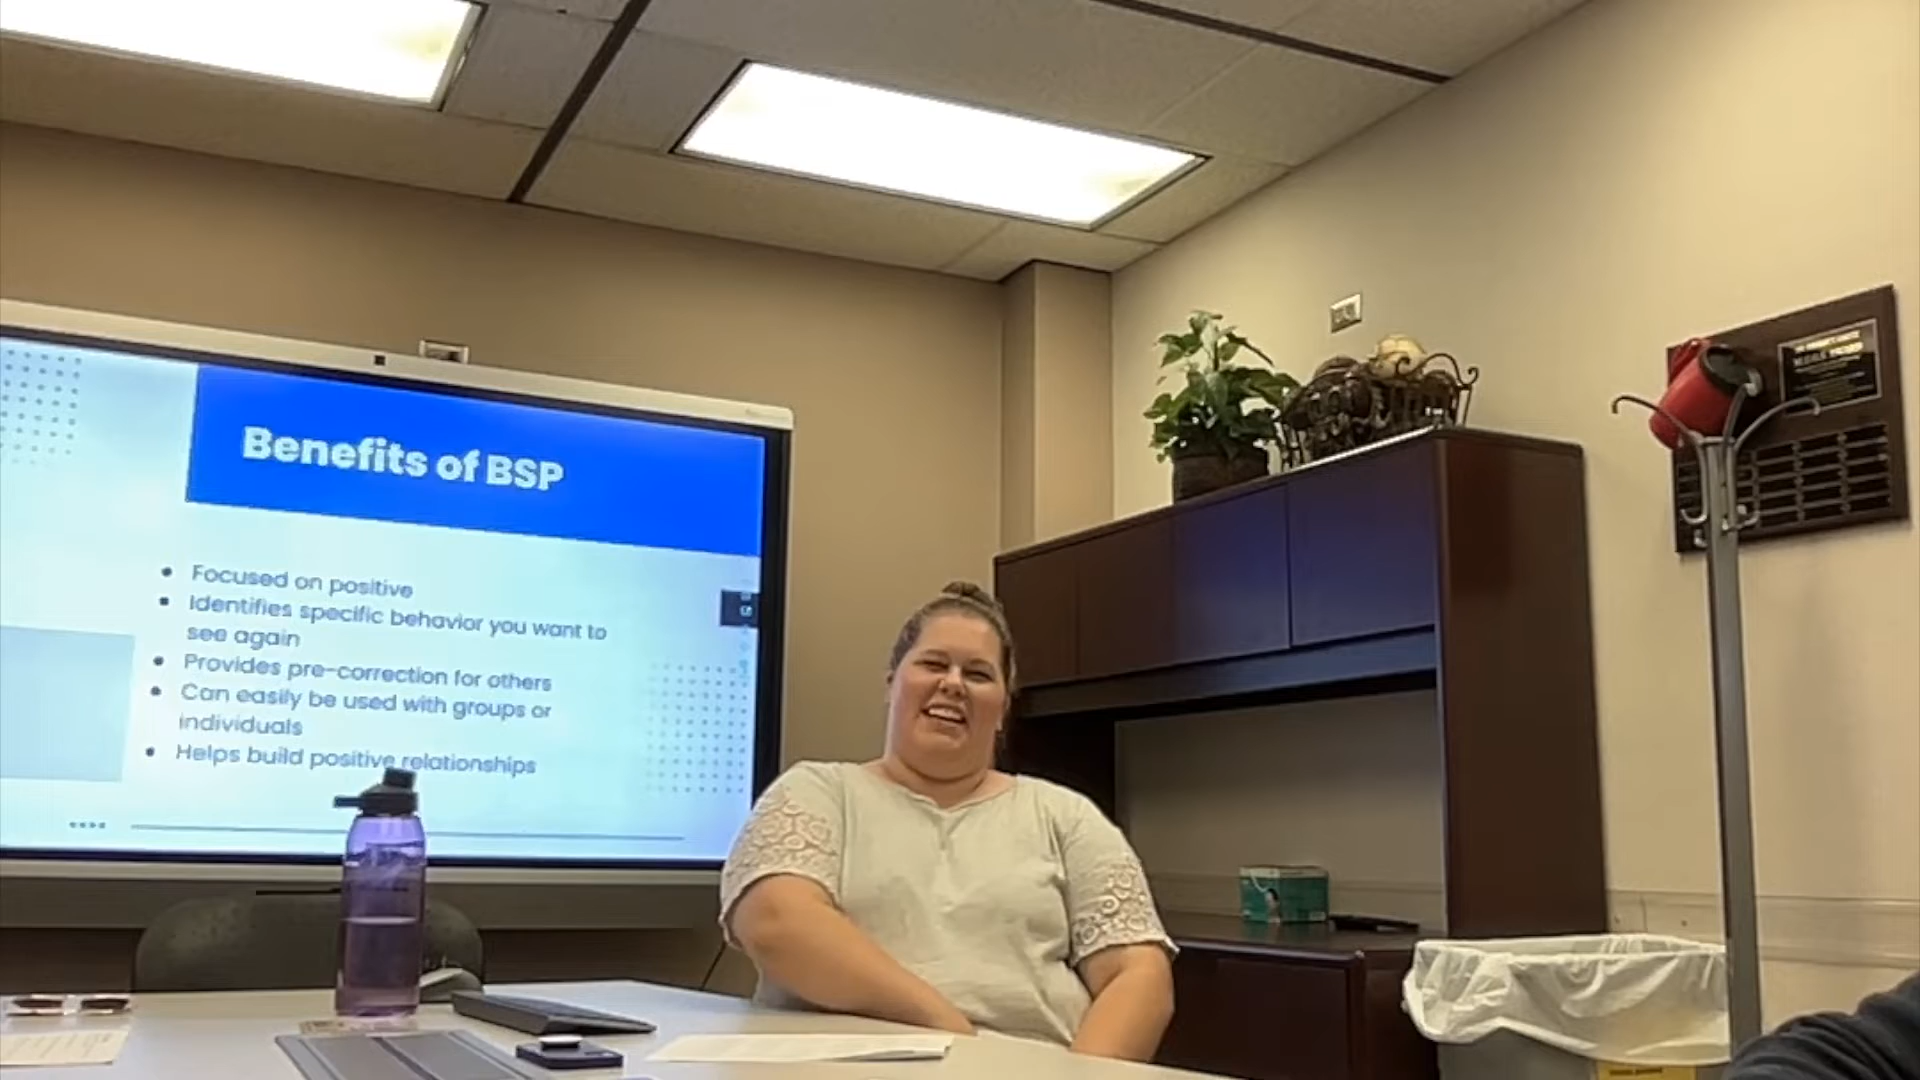 Benefits of BSP
Focused on positive
Identifies specific behavior you want to
see again
Provides pre-correction for others
Can easily be used with groups or
individuals
Helps build positive relationships